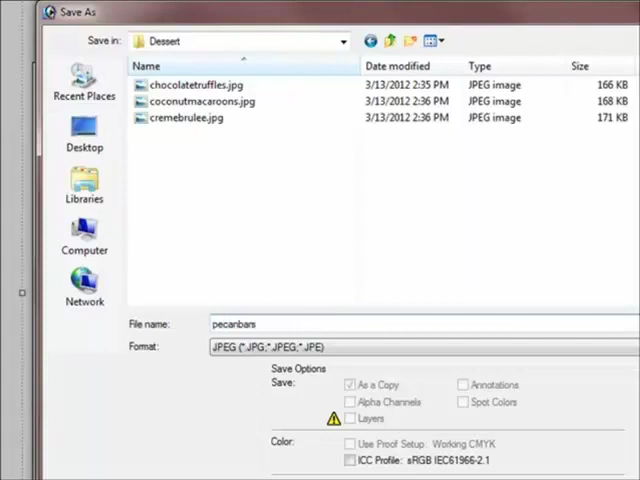 Save As
Save in: Dessert
Name Date modified Type Size
chocolatetruffles.jpg 3/13/2012 2:35 PM JPEG image 166 KB
coconutmacaroons.jpg 3/13/2012 2:36 PM JPEG image 168 KB
cremebrulee.jpg 3/13/2012 2:36 PM JPEG image 171 KB
Recent Places
Desktop
Libraries
Computer
Network
File name: pecanbars
Format: JPEG (*.JPG;*.JPEG;*.JPE)
Save Options
Save: As a Copy Annotations
Alpha Channels Spot Colors
Layers
Color: Use Proof Setup: Working CMYK
ICC Profile: sRGB IEC61966-2.1